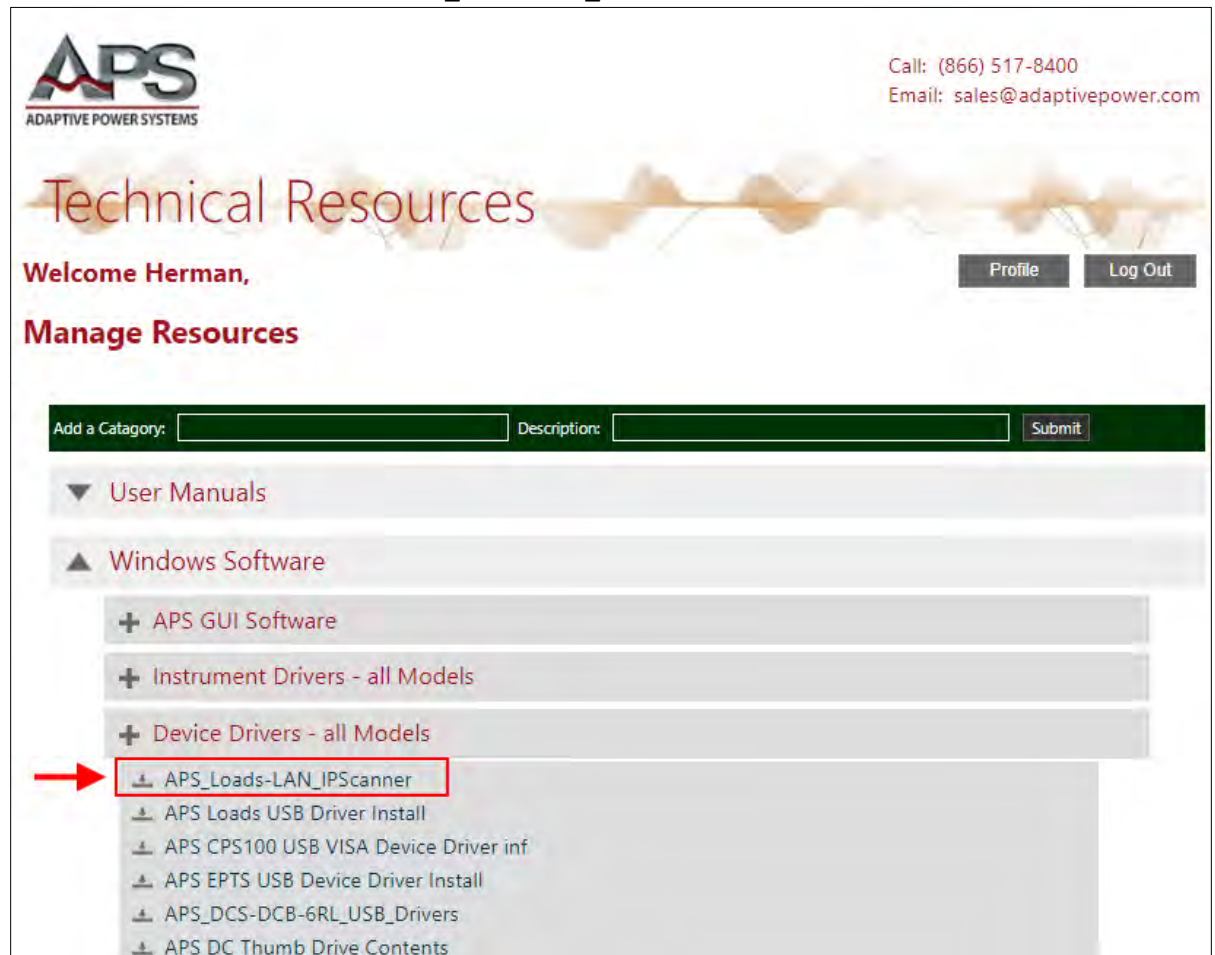 APS
ADAPTIVE POWER SYSTEMS
Call: (866) 517-8400
Email: sales@adaptivepower.com
Technical Resources
Welcome Herman,
Profile
Log Out
Manage Resources
Add a Catagory:
Description:
Submit
User Manuals
Windows Software
APS GUI Software
Instrument Drivers - all Models
Device Drivers - all Models
APS_Loads-LAN_IPScanner
APS Loads USB Driver Install
APS CPS100 USB VISA Device Driver inf
APS EPTS USB Device Driver Install
APS_DCS-DCB-6RL_USB_Drivers
APS DC Thumb Drive Contents